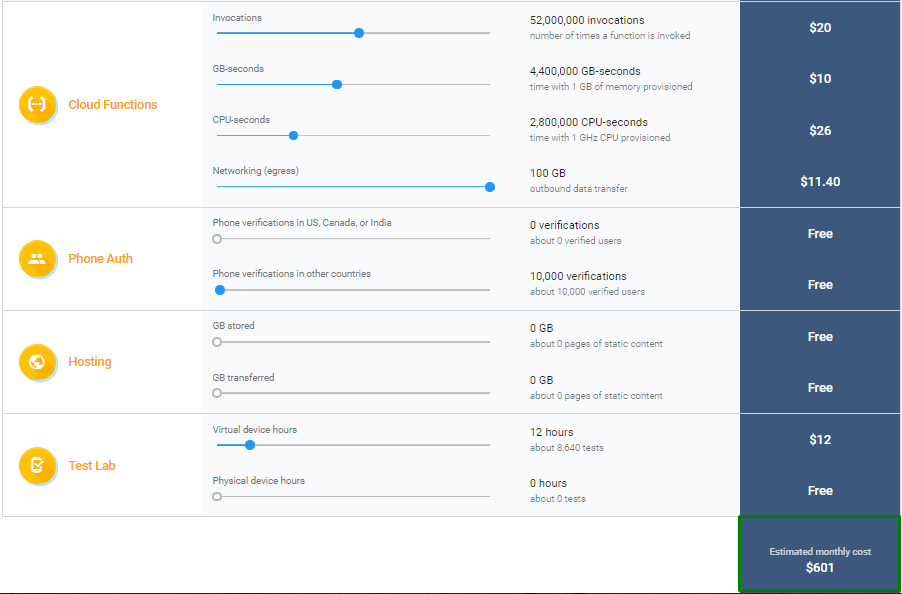 Invocations
52,000,000 invocations
$20
number of times a function is invoked
GB-seconds
4,400,000 GB-seconds
$10
time with 1 GB of memory provisioned
Cloud Functions
CPU-seconds
2,800,000 CPU-seconds
$26
time with 1 GHz CPU provisioned
Networking (egress)
100 GB
$11.40
outbound data transfer
Phone verifications in US, Canada, or India
0 verifications
Free
about 0 verified users
Phone Auth
Phone verifications in other countries
10,000 verifications
Free
about 10,000 verified users
GB stored
0 GB
Free
about 0 pages of static content
Hosting
GB transferred
0 GB
Free
about 0 pages of static content
Virtual device hours
12 hours
$12
about 8,640 tests
Test Lab
Physical device hours
0 hours
Free
about 0 tests
Estimated monthly cost
$601